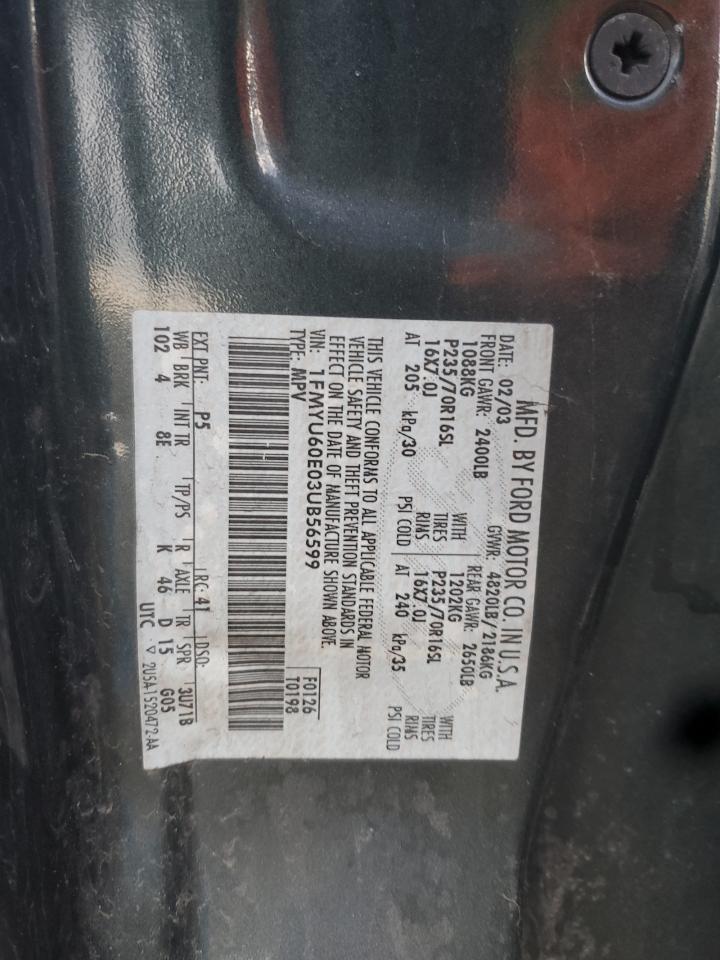 MFD. BY FORD MOTOR CO. IN U.S.A.
DATE: 02/03 GVWR: 4820LB/2186KG
FRONT GAWR: 2400LB REAR GAWR: 2650LB
1088KG WITH 1202KG WITH
P235/70R16SL TIRES P235/70R16SL TIRES
16X7.0J RIMS 16X7.0J RIMS
AT 205 kPa/30 PSI COLD AT 240 kPa/35 PSI COLD
THIS VEHICLE CONFORMS TO ALL APPLICABLE FEDERAL MOTOR
VEHICLE SAFETY AND THEFT PREVENTION STANDARDS IN
EFFECT ON THE DATE OF MANUFACTURE SHOWN ABOVE.
VIN: 1FMYU60E03UB56599 F0126
TYPE: MPV T0198
EXT PNT: P5 RC: 41 DSO:
WB BRK INT TR TP/PS R AXLE TR SPR 3U71B
102 4 8E K 46 D 15 G05
UTC ▽ 2U5A-1520472-AA